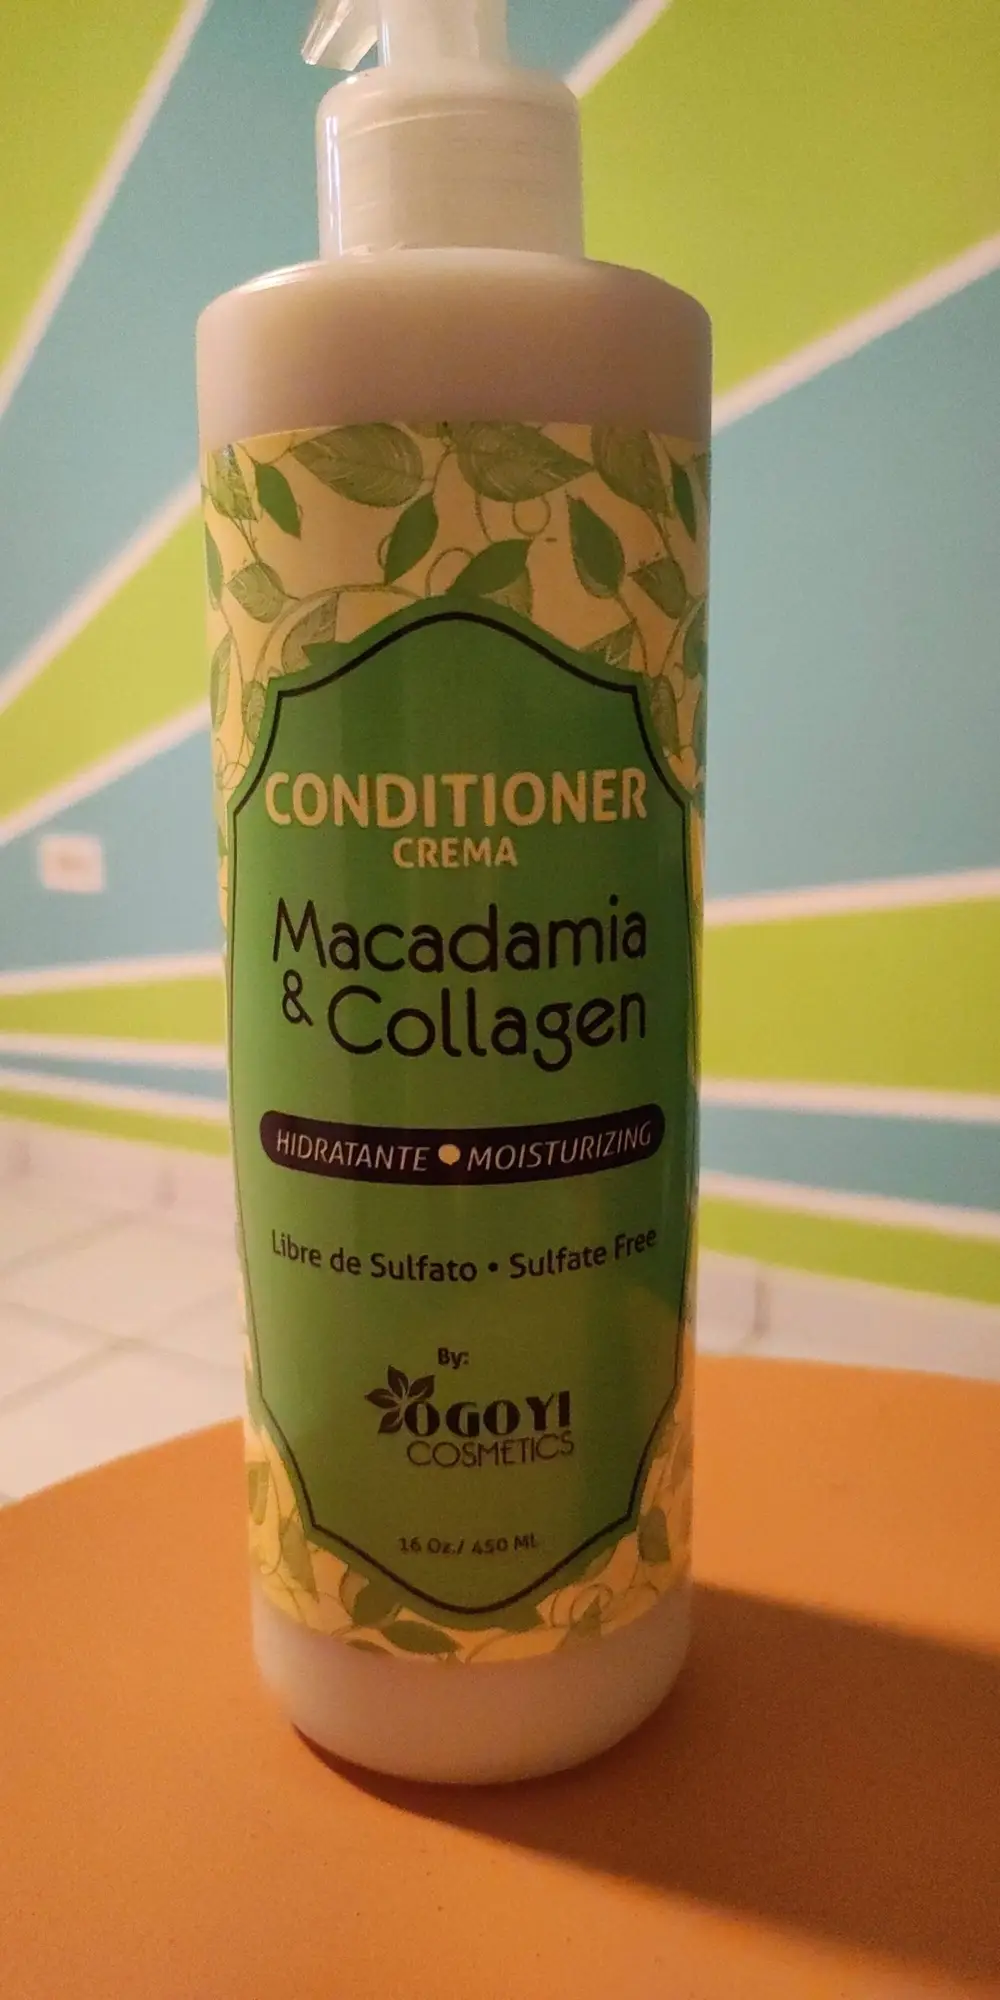 CONDITIONER
CREMA
Macadamia
& Collagen
HIDRATANTE • MOISTURIZING
Libre de Sulfato • Sulfate Free
By:
OGOYI
COSMETICS
16 Oz./ 450 ML